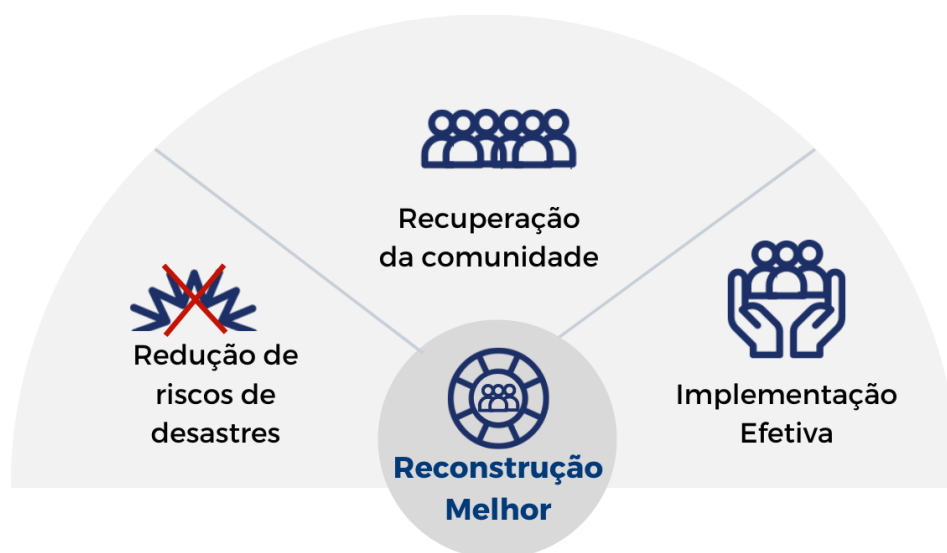 Recuperação
da comunidade
Redução de
riscos de
desastres
Implementação
Efetiva
Reconstrução
Melhor